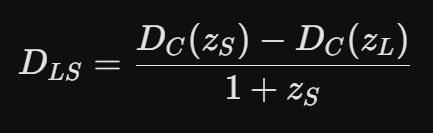 D_{LS} = \frac{D_C(z_S) - D_C(z_L)}{1 + z_S}